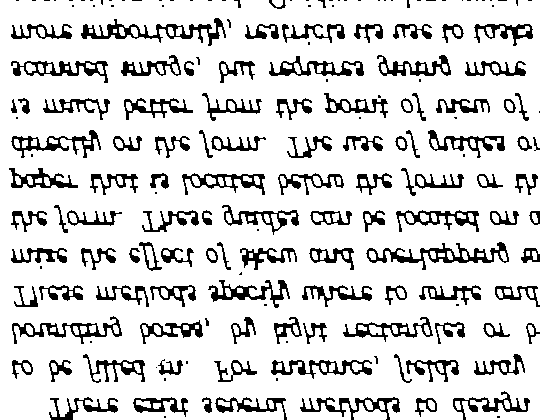 There exist several methods to design
to be filled in. For instance, fields may
bounding boxes, by light rectangles or
These methods specify where to write and
mize the effect of skew and overlapping
the form. These guides can be located on a
paper that is located below the form or
directly on the form. The use of guides on
is much better from the point of view of
scanned image, but requires giving more
more importantly, restricts its use to tasks